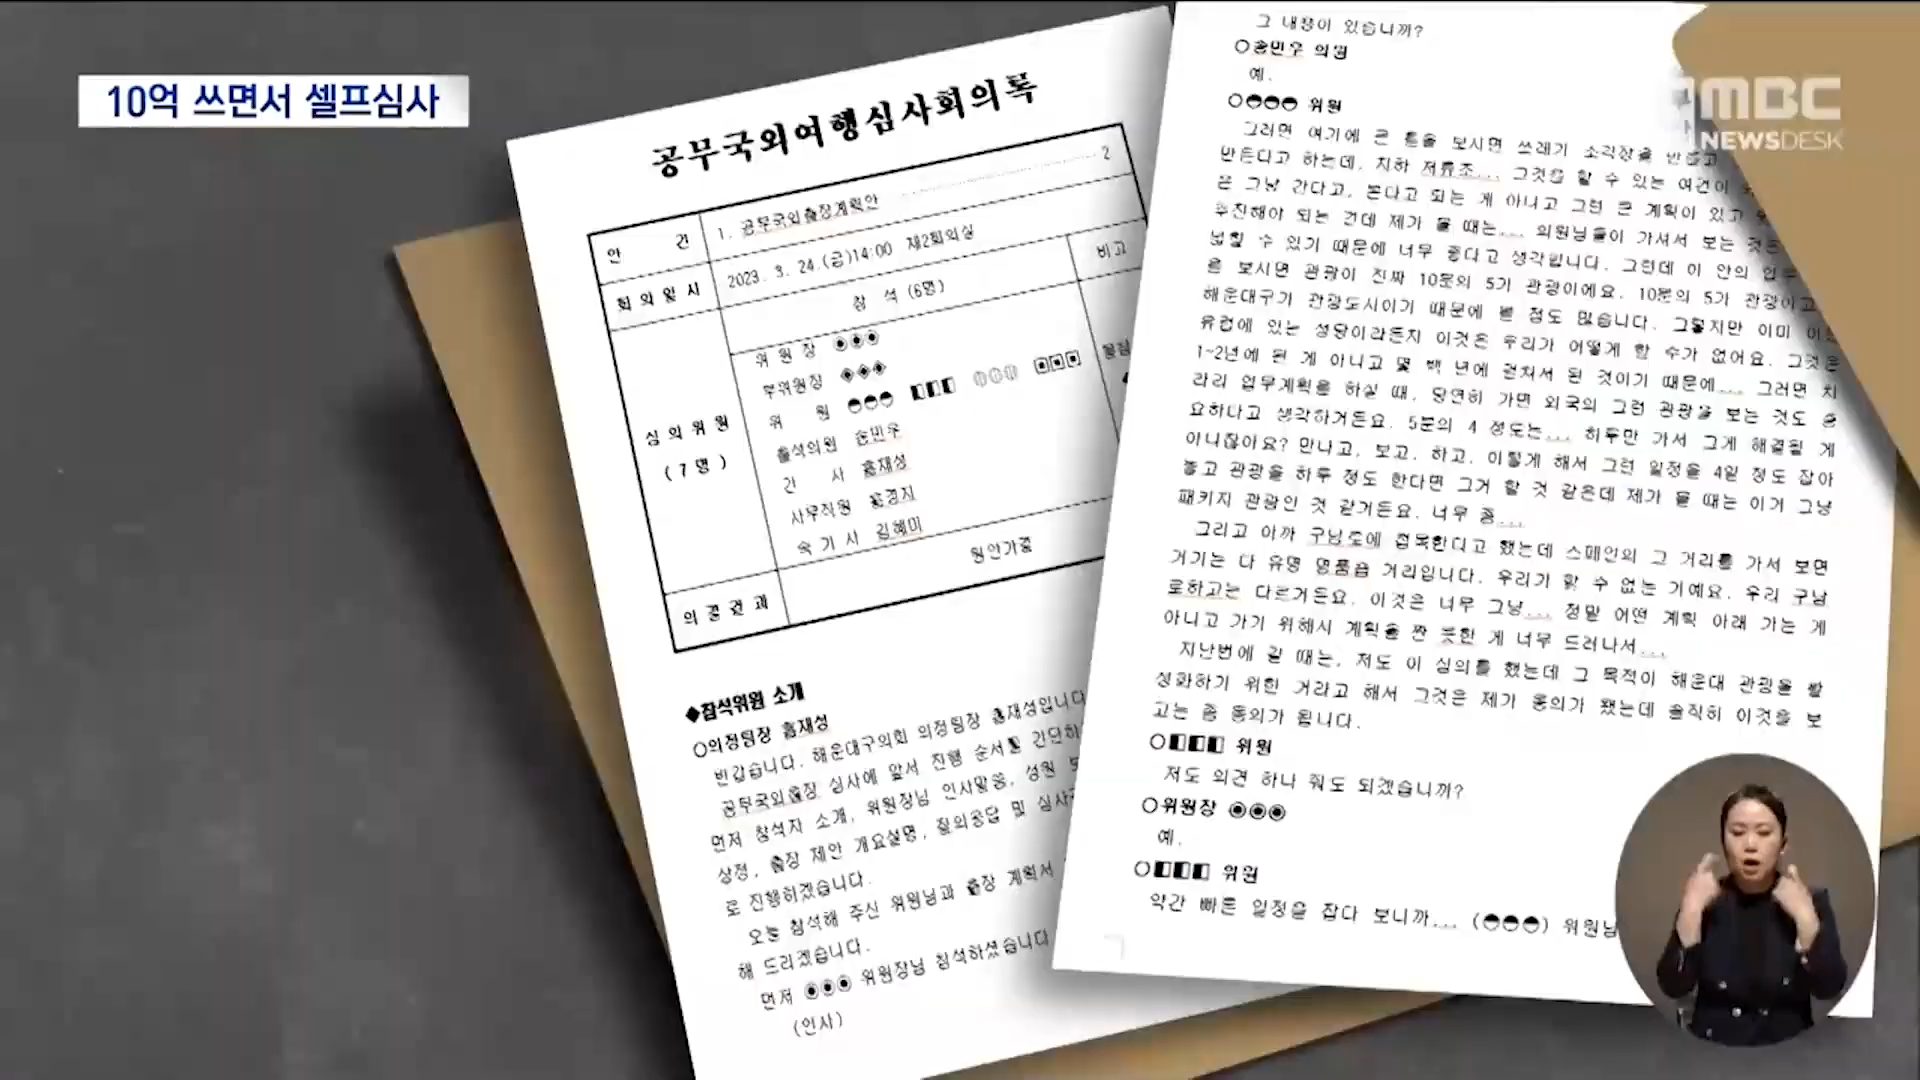 10억 쓰면서 셀프심사
MBC
NEWSDESK
공무국외여행심사회의록
안 건
1. 공무국외출장계획안 2
회 의 일 시
2023. 3. 24.(금)14:00 제2회의실
심 의 위 원
(7명)
참 석 (6명)
비고
위 원 장 ◉◉◉
부위원장 ◈◈◈
위 원 ◓◓◓ ◧◧◧ ▣▣▣
출석의원 송민우
간 사 홍재성
사무직원
속 기 사 김혜미
의 결 결 과
원안가결
◆참석위원 소개
○의정팀장 홍재성
반갑습니다. 해운대구의회 의정팀장 홍재성입니다
공무국외출장 심사에 앞서 진행 순서를 간단히
먼저 참석자 소개, 위원장님 인사말씀, 성원 보
상정, 출장 제안 개요설명, 질의응답 및 심사
로 진행하겠습니다.
오늘 참석해 주신 위원님과 출장 계획서
해 드리겠습니다.
먼저 ◉◉◉ 위원장님 참석하셨습니다
(인사)
그 내용이 있습니까?
○송민우 의원
예.
○◓◓◓ 위원
그러면 여기에 큰 틀을 보시면 쓰레기 소각장을 만들고
만든다고 하는데, 지하 저류조... 그것을 할 수 있는 여건이
은 그냥 간다고, 본다고 되는 게 아니고 그런 큰 계획이 있고
추진해야 되는 건데 제가 볼 때는... 의원님들이 가셔서 보는 것은
넓힐 수 있기 때문에 너무 좋다고 생각합니다. 그런데 이 안의 업
을 보시면 관광이 진짜 10분의 5가 관광이에요. 10분의 5가 관광이고
해운대구가 관광도시이기 때문에 볼 점도 많습니다. 그렇지만 이미
유럽에 있는 성당이라든지 이것은 우리가 어떻게 할 수가 없어요. 그것은
1~2년에 된 게 아니고 몇 백 년에 걸쳐서 된 것이기 때문에... 그러면 차
라리 업무계획을 하실 때, 당연히 가면 외국의 그런 관광을 보는 것도 중
요하다고 생각하거든요. 5분의 4 정도는... 하루만 가서 그게 해결될 게
아니잖아요? 만나고, 보고, 하고, 이렇게 해서 그런 일정을 4일 정도 잡아
놓고 관광을 하루 정도 한다면 그거 할 것 같은데 제가 볼 때는 이거 그냥
패키지 관광인 것 같거든요. 너무 좀...
그리고 아까 구남로에 접목한다고 했는데 스페인의 그 거리를 가서 보면
거기는 다 유명 명품숍 거리입니다. 우리가 할 수 없는 거예요. 우리 구남
로하고는 다르거든요. 이것은 너무 그냥... 정말 어떤 계획 아래 가는 게
아니고 가기 위해서 계획을 짠 듯한 게 너무 드러나서...
지난번에 갈 때는, 저도 이 심의를 했는데 그 목적이 해운대 관광을 활
성화하기 위한 거라고 해서 그것은 제가 동의가 됐는데 솔직히 이것을 보
고는 좀 동의가 됩니다.
○◧◧◧ 위원
저도 의견 하나 줘도 되겠습니까?
○위원장 ◉◉◉
예.
○◧◧◧ 위원
약간 빠른 일정을 잡다 보니까... (◓◓◓) 위원님